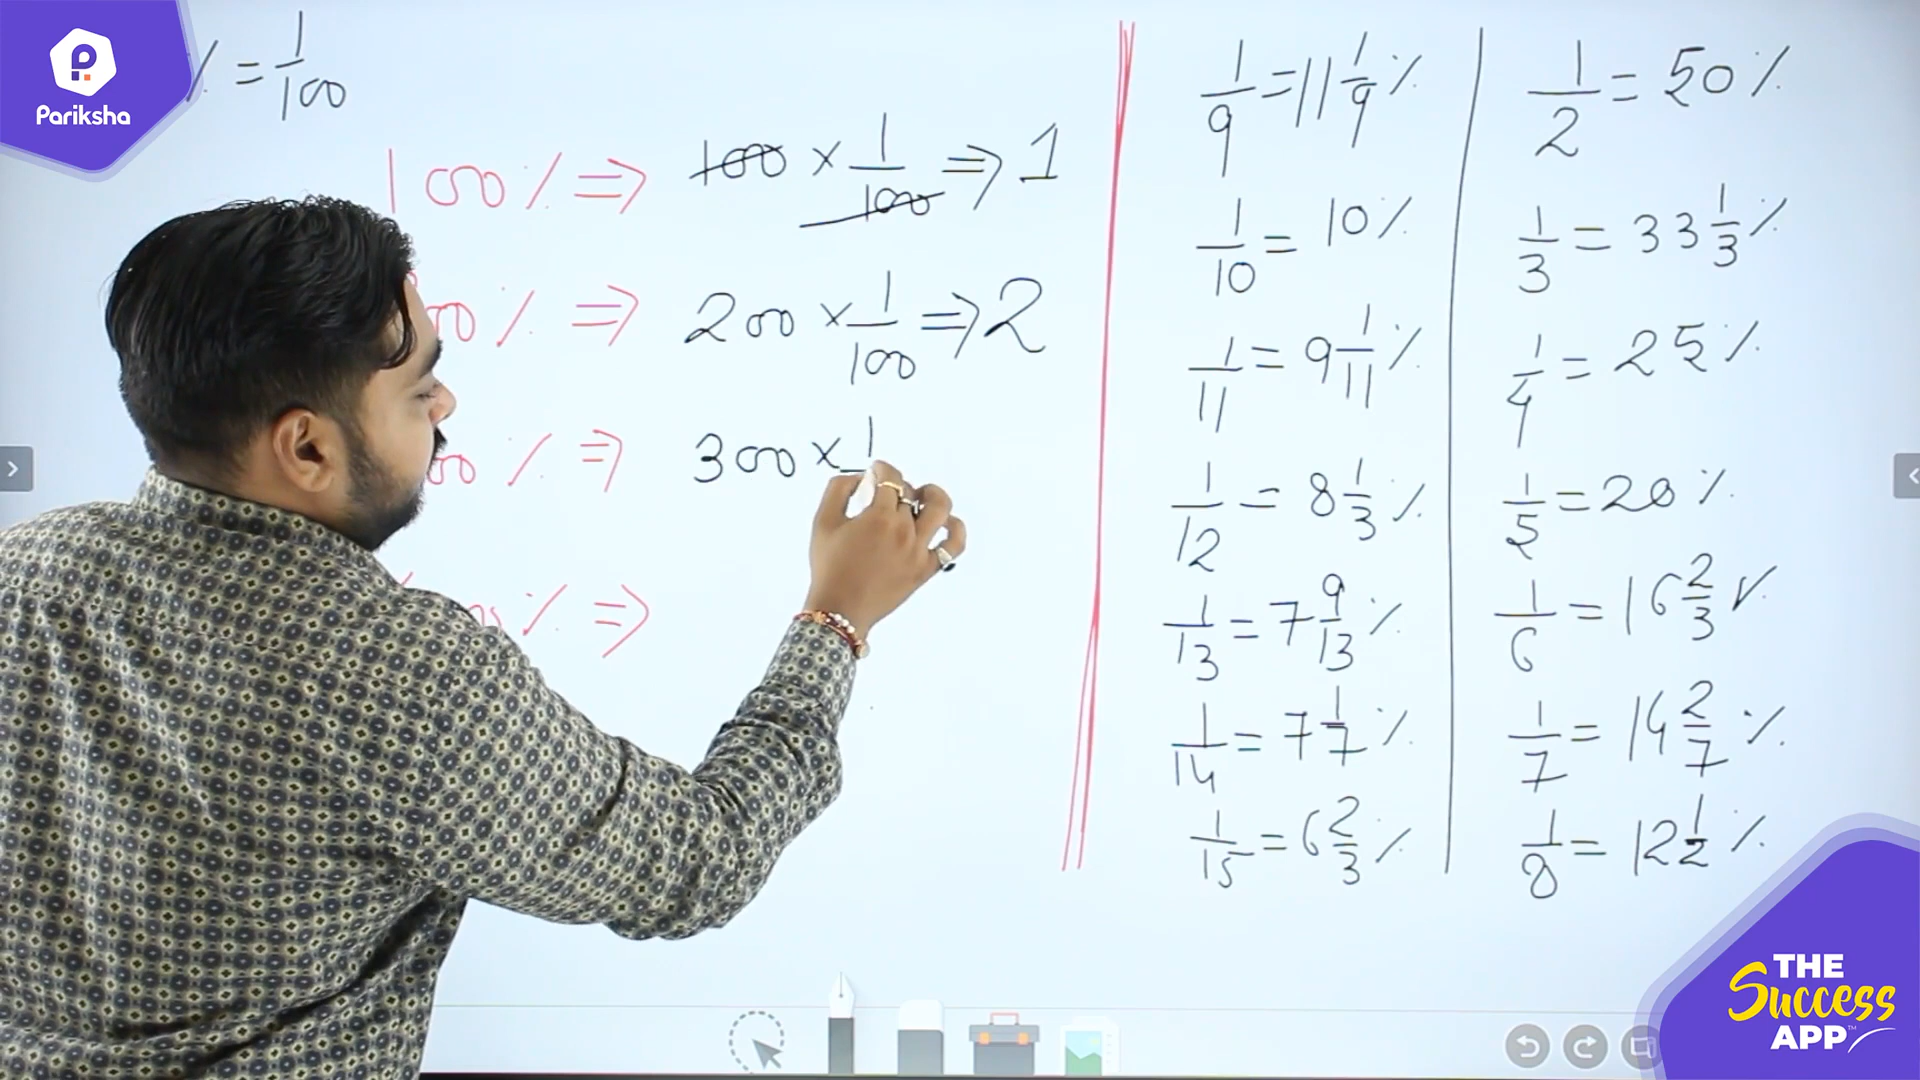 Pariksha
% = 1/100
100% ⇒ 100 × 1/100 ⇒ 1
00% ⇒ 200 × 1/100 ⇒ 2
00% ⇒ 300 × 1
% ⇒
1/9 = 11 1/9 %
1/10 = 10%
1/11 = 9 1/11 %
1/12 = 8 1/3 %
1/13 = 7 9/13 %
1/14 = 7 1/7 %
1/15 = 6 2/3 %
1/2 = 50%
1/3 = 33 1/3 %
1/4 = 25%
1/5 = 20%
1/6 = 16 2/3 %
1/7 = 14 2/7 %
1/8 = 12 1/2 %
THE
Success
APP™